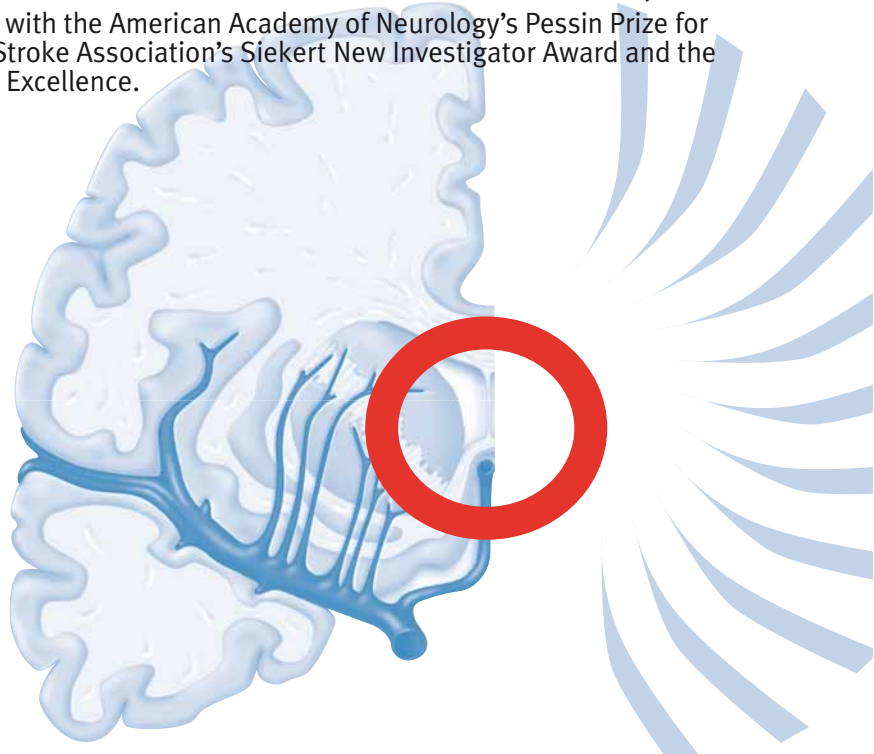 with the American Academy of Neurology’s Pessin Prize for
Stroke Association’s Siekert New Investigator Award and the
Excellence.